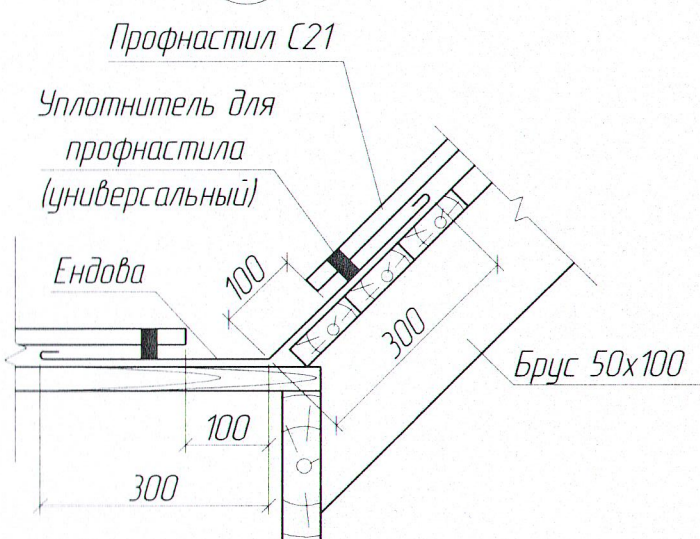 Профнастил С21
Уплотнитель для
профнастила
(универсальный)
Ендова
100
300
Брус 50х100
100
300